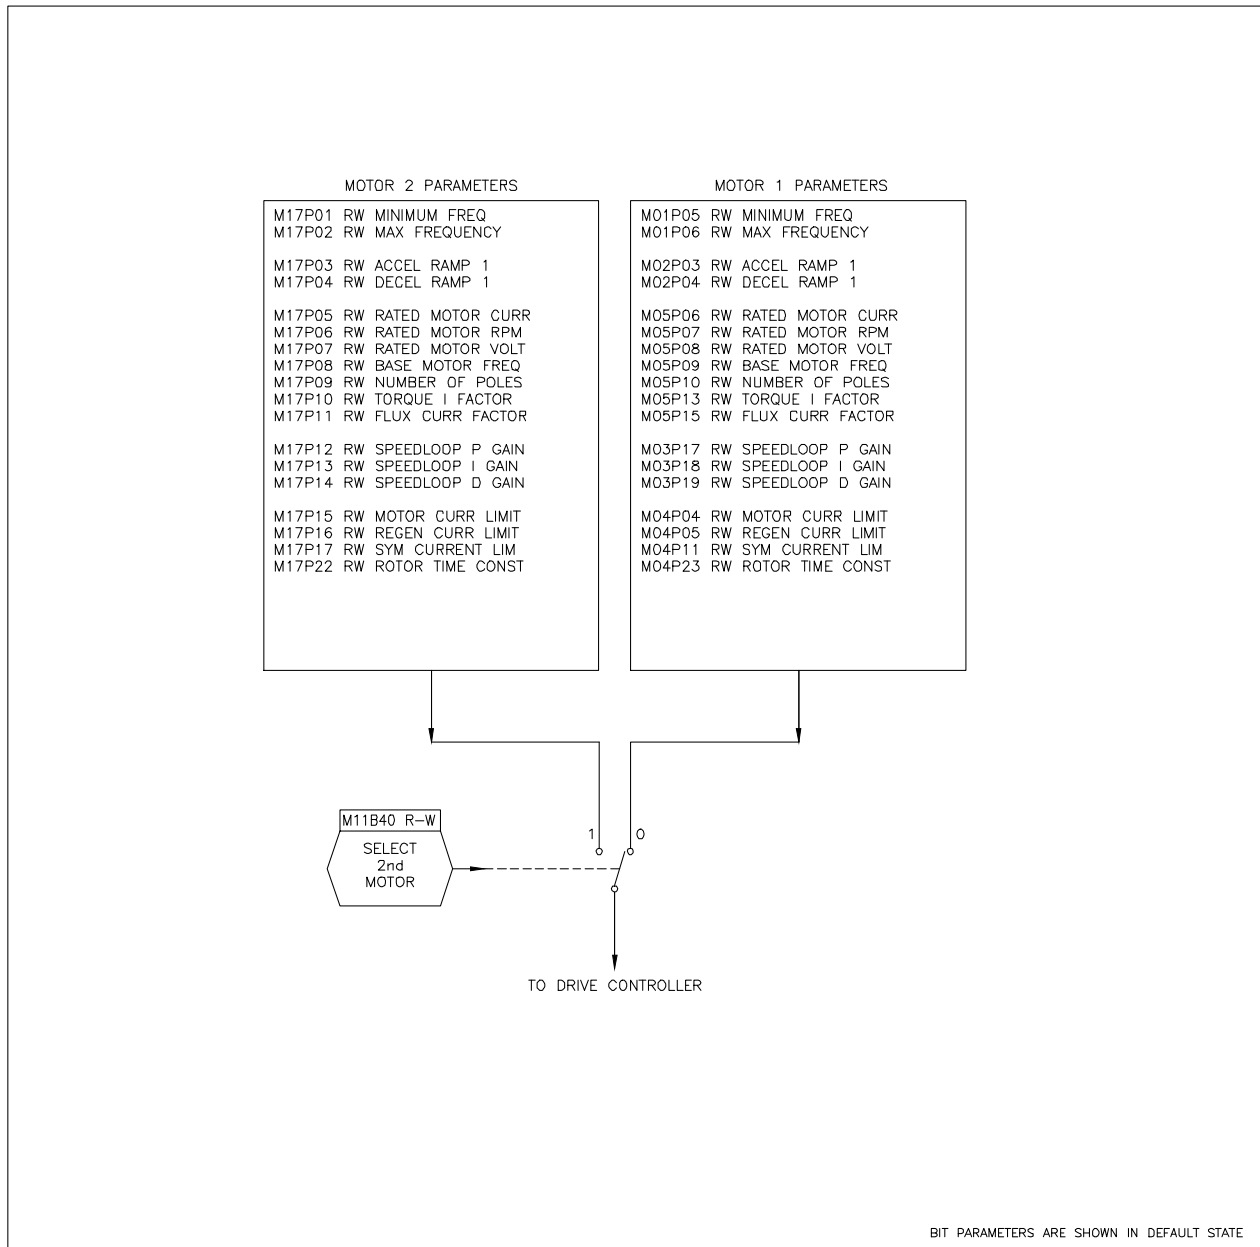 MOTOR 2 PARAMETERS
M17P01 RW MINIMUM FREQ
M17P02 RW MAX FREQUENCY
M17P03 RW ACCEL RAMP 1
M17P04 RW DECEL RAMP 1
M17P05 RW RATED MOTOR CURR
M17P06 RW RATED MOTOR RPM
M17P07 RW RATED MOTOR VOLT
M17P08 RW BASE MOTOR FREQ
M17P09 RW NUMBER OF POLES
M17P10 RW TORQUE I FACTOR
M17P11 RW FLUX CURR FACTOR
M17P12 RW SPEEDLOOP P GAIN
M17P13 RW SPEEDLOOP I GAIN
M17P14 RW SPEEDLOOP D GAIN
M17P15 RW MOTOR CURR LIMIT
M17P16 RW REGEN CURR LIMIT
M17P17 RW SYM CURRENT LIM
M17P22 RW ROTOR TIME CONST
MOTOR 1 PARAMETERS
M01P05 RW MINIMUM FREQ
M01P06 RW MAX FREQUENCY
M02P03 RW ACCEL RAMP 1
M02P04 RW DECEL RAMP 1
M05P06 RW RATED MOTOR CURR
M05P07 RW RATED MOTOR RPM
M05P08 RW RATED MOTOR VOLT
M05P09 RW BASE MOTOR FREQ
M05P10 RW NUMBER OF POLES
M05P13 RW TORQUE I FACTOR
M05P15 RW FLUX CURR FACTOR
M03P17 RW SPEEDLOOP P GAIN
M03P18 RW SPEEDLOOP I GAIN
M03P19 RW SPEEDLOOP D GAIN
M04P04 RW MOTOR CURR LIMIT
M04P05 RW REGEN CURR LIMIT
M04P11 RW SYM CURRENT LIM
M04P23 RW ROTOR TIME CONST
M11B40 R-W
SELECT
2nd
MOTOR
1
0
TO DRIVE CONTROLLER
BIT PARAMETERS ARE SHOWN IN DEFAULT STATE